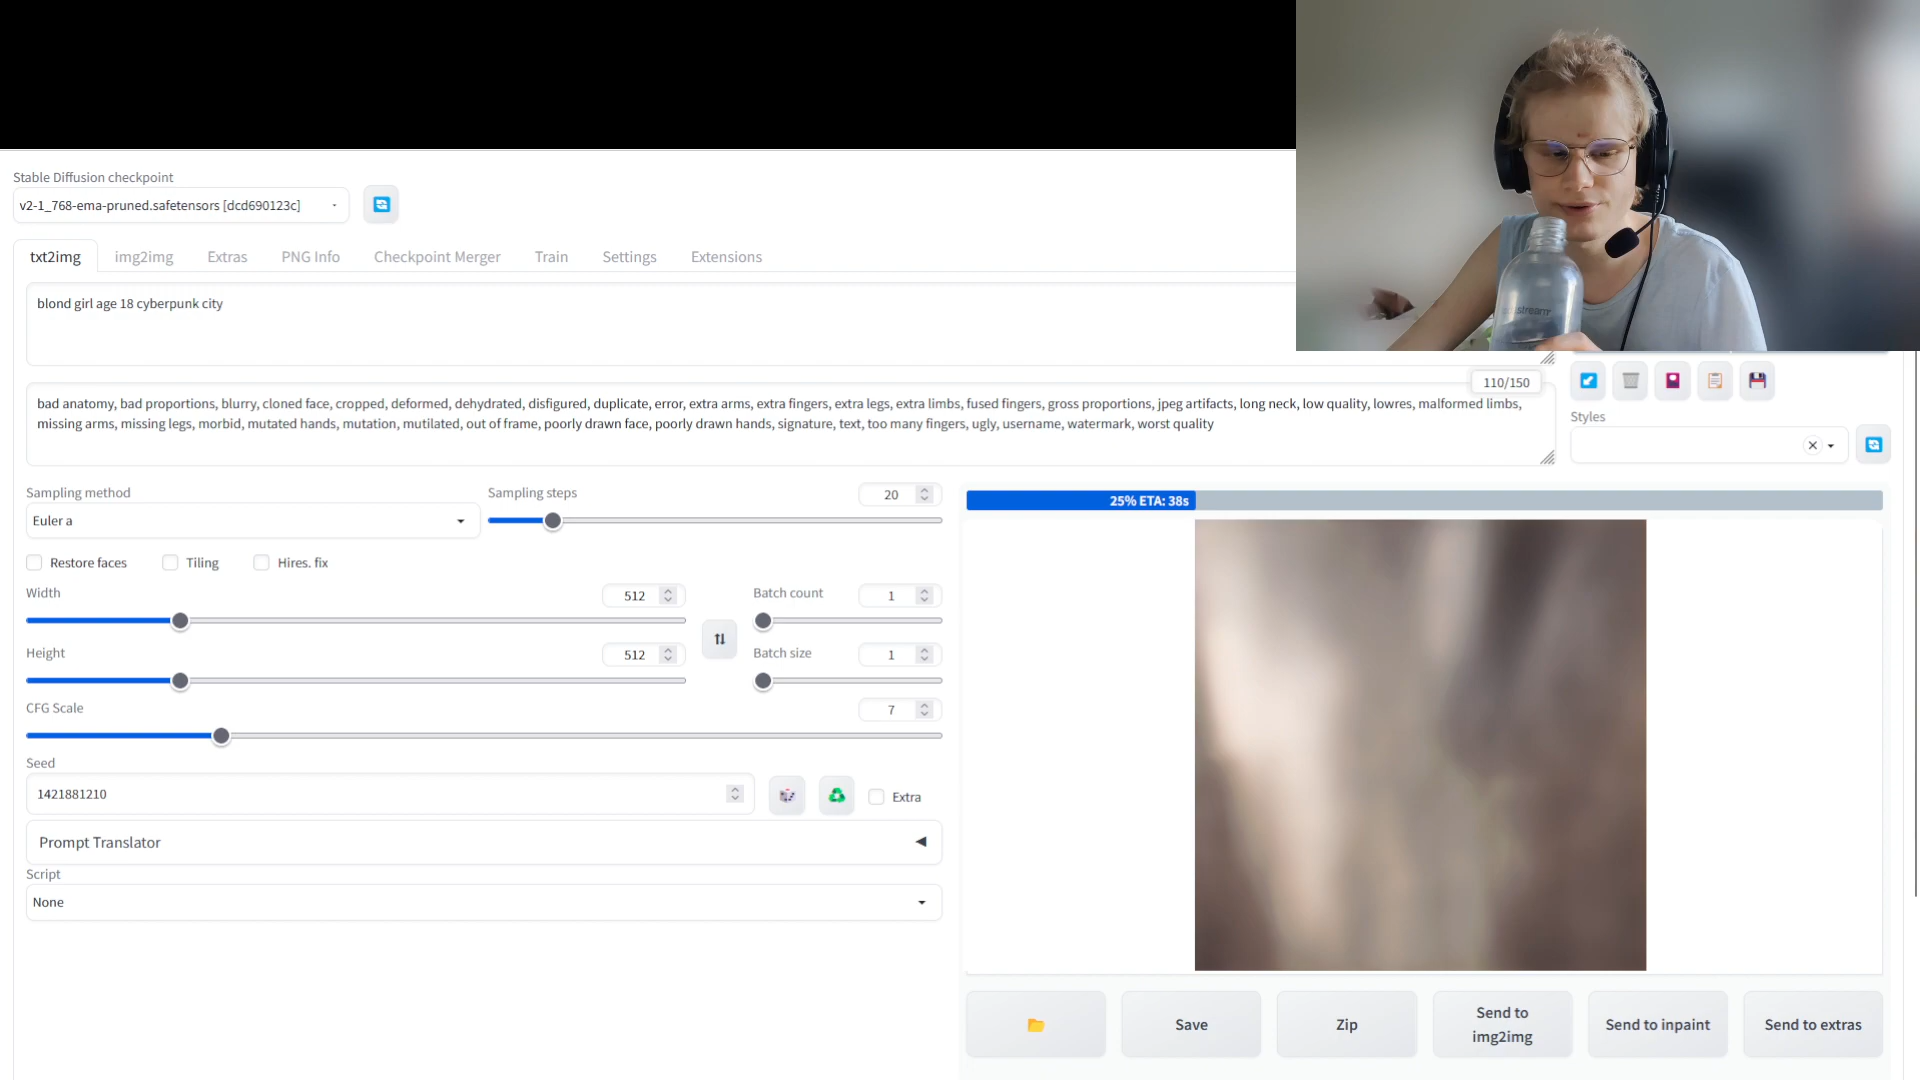 Stable Diffusion checkpoint
v2-1_768-ema-pruned.safetensors [dcd690123c]
txt2img img2img Extras PNG Info Checkpoint Merger Train Settings Extensions
blond girl age 18 cyberpunk city
110/150
bad anatomy, bad proportions, blurry, cloned face, cropped, deformed, dehydrated, disfigured, duplicate, error, extra arms, extra fingers, extra legs, extra limbs, fused fingers, gross proportions, jpeg artifacts, long neck, low quality, lowres, malformed limbs,
missing arms, missing legs, morbid, mutated hands, mutation, mutilated, out of frame, poorly drawn face, poorly drawn hands, signature, text, too many fingers, ugly, username, watermark, worst quality
Styles
Sampling method
Euler a
Sampling steps
20
25% ETA: 38s
Restore faces Tiling Hires. fix
Width
512
Batch count
1
Height
512
Batch size
1
CFG Scale
7
Seed
1421881210
Extra
Prompt Translator
Script
None
Save
Zip
Send to
img2img
Send to inpaint
Send to extras